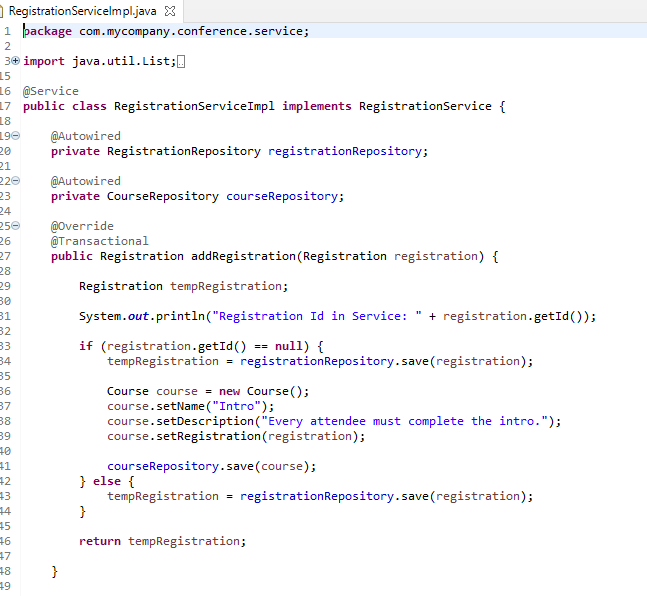 RegistrationServiceImpl.java
1 package com.mycompany.conference.service;
2
3 import java.util.List;
15
16 @Service
17 public class RegistrationServiceImpl implements RegistrationService {
18
19 @Autowired
20 private RegistrationRepository registrationRepository;
21
22 @Autowired
23 private CourseRepository courseRepository;
24
25 @Override
26 @Transactional
27 public Registration addRegistration(Registration registration) {
28
29 Registration tempRegistration;
30
31 System.out.println("Registration Id in Service: " + registration.getId());
32
33 if (registration.getId() == null) {
34 tempRegistration = registrationRepository.save(registration);
35
36 Course course = new Course();
37 course.setName("Intro");
38 course.setDescription("Every attendee must complete the intro.");
39 course.setRegistration(registration);
40
41 courseRepository.save(course);
42 } else {
43 tempRegistration = registrationRepository.save(registration);
44 }
45
46 return tempRegistration;
47
48 }
49